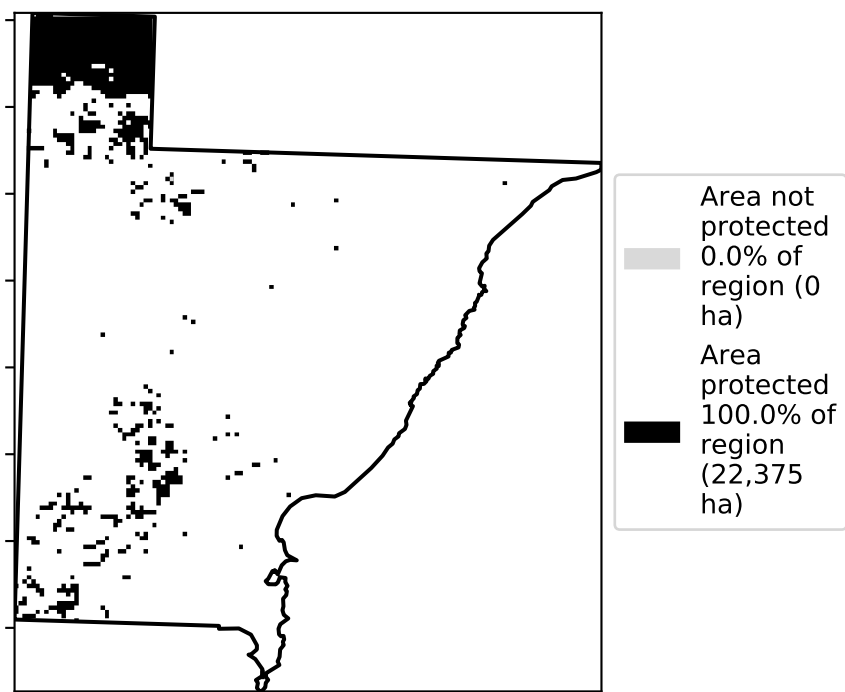 Area not
protected
0.0% of
region (0
ha)
Area
protected
100.0% of
region
(22,375
ha)